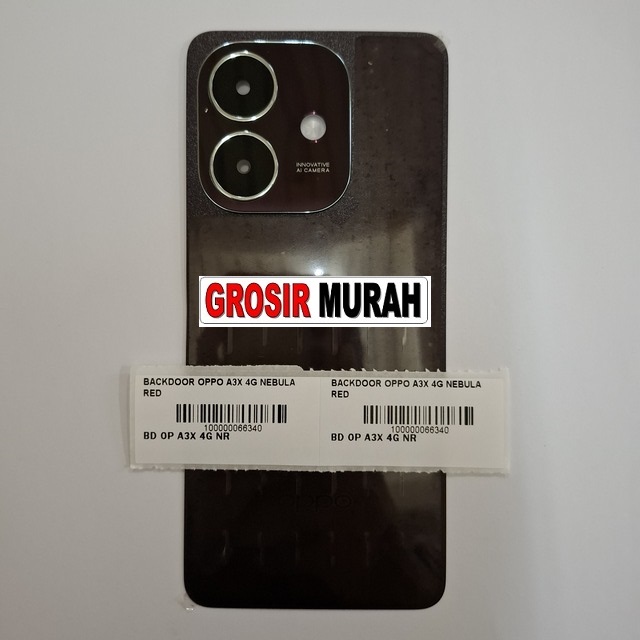 INNOVATIVE
AI CAMERA
GROSIR MURAH
BACKDOOR OPPO A3X 4G NEBULA
RED
100000066340
BD OP A3X 4G NR
BACKDOOR OPPO A3X 4G NEBULA
RED
100000066340
BD OP A3X 4G NR
oppo